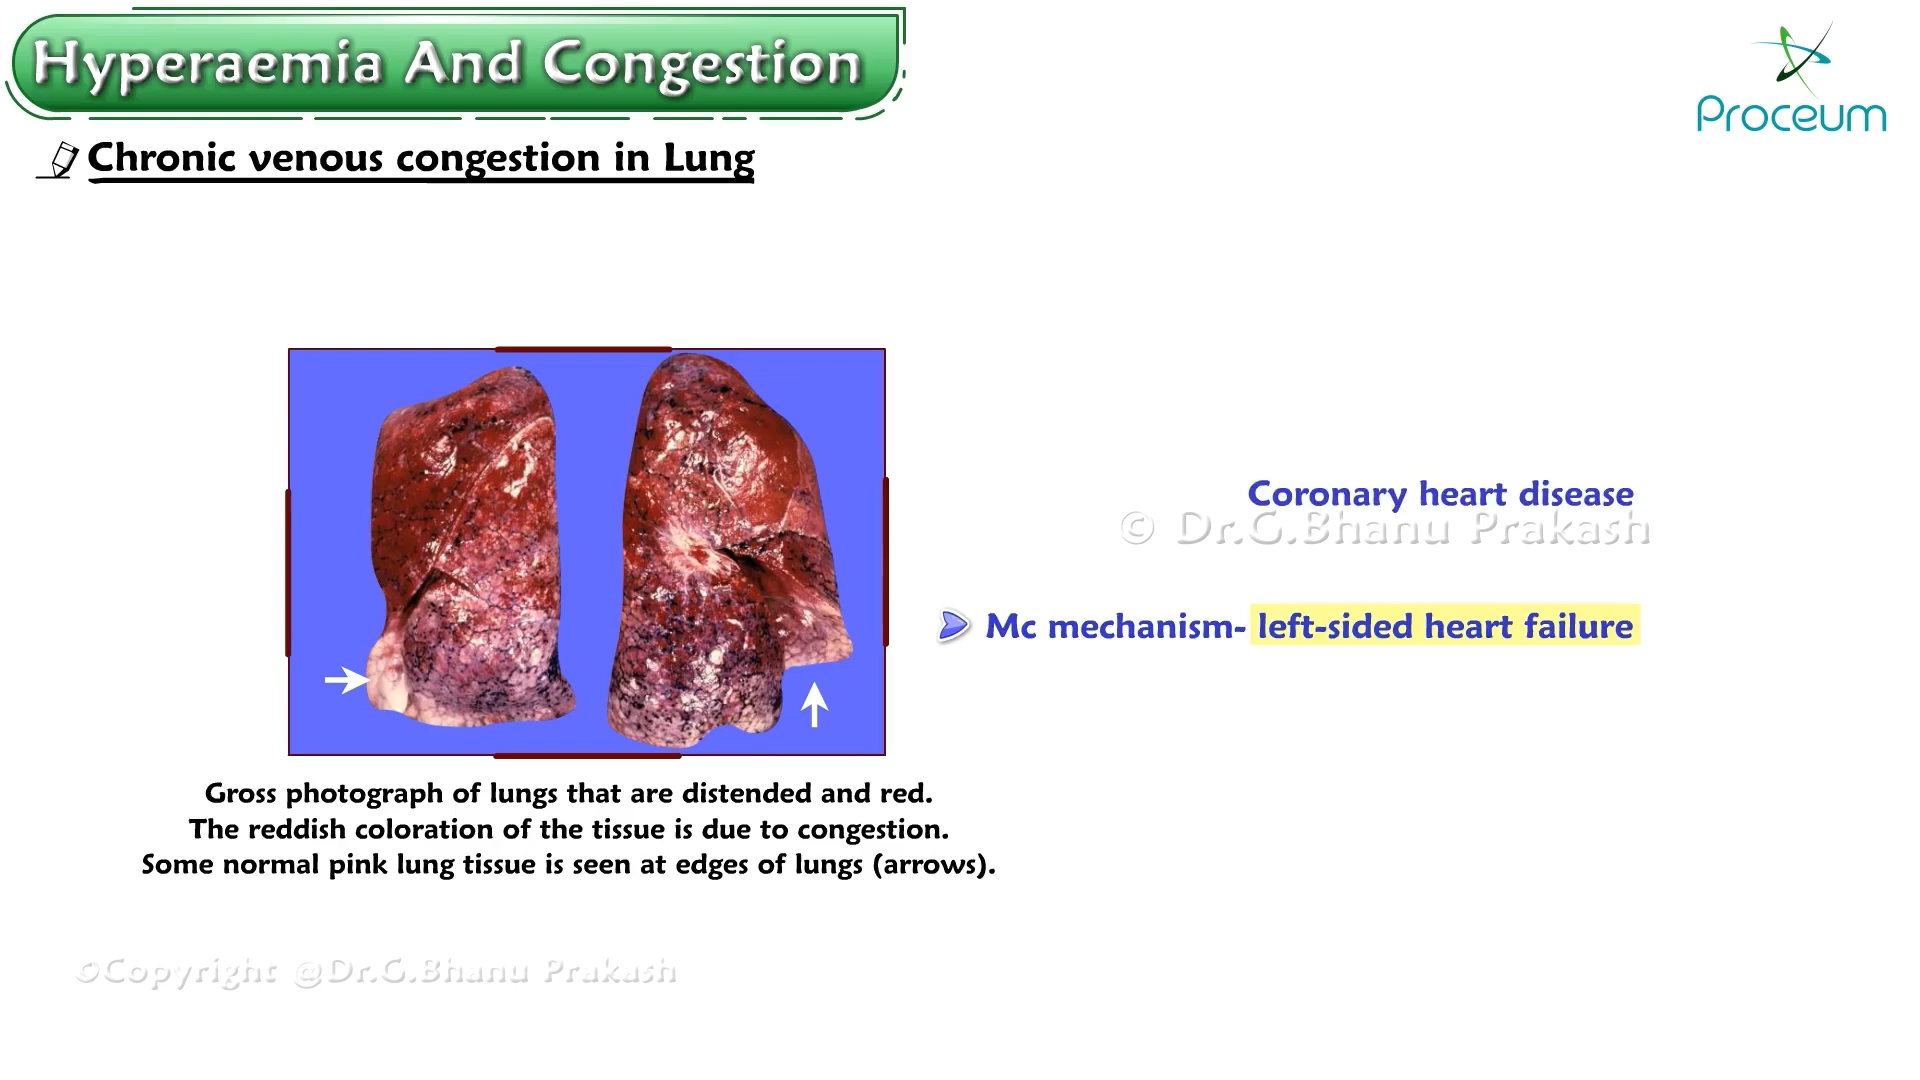 Hyperaemia And Congestion
Proceum
Chronic venous congestion in Lung
Coronary heart disease
© Dr.G.Bhanu Prakash
Mc mechanism- left-sided heart failure
Gross photograph of lungs that are distended and red.
The reddish coloration of the tissue is due to congestion.
Some normal pink lung tissue is seen at edges of lungs (arrows).
©Copyright @Dr.G.Bhanu Prakash